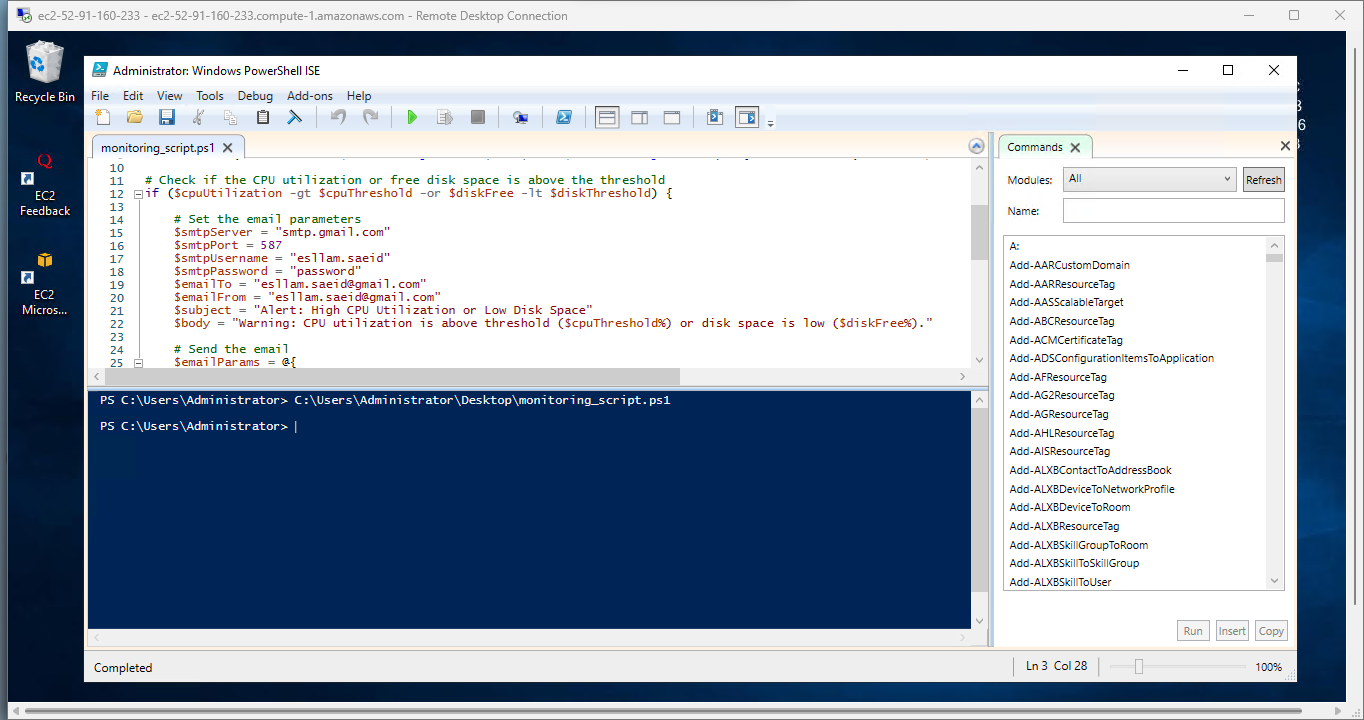 ec2-52-91-160-233 - ec2-52-91-160-233.compute-1.amazonaws.com - Remote Desktop Connection
Recycle Bin
EC2
Feedback
EC2
Micros...
Administrator: Windows PowerShell ISE
File Edit View Tools Debug Add-ons Help
monitoring_script.ps1
10
11 # Check if the CPU utilization or free disk space is above the threshold
12 if ($cpuUtilization -gt $cpuThreshold -or $diskFree -lt $diskThreshold) {
13
14 # Set the email parameters
15 $smtpServer = "smtp.gmail.com"
16 $smtpPort = 587
17 $smtpUsername = "esllam.saeid"
18 $smtpPassword = "password"
19 $emailTo = "esllam.saeid@gmail.com"
20 $emailFrom = "esllam.saeid@gmail.com"
21 $subject = "Alert: High CPU Utilization or Low Disk Space"
22 $body = "Warning: CPU utilization is above threshold ($cpuThreshold%) or disk space is low ($diskFree%)."
23
24 # Send the email
25 $emailParams = @{
PS C:\Users\Administrator> C:\Users\Administrator\Desktop\monitoring_script.ps1
PS C:\Users\Administrator>
Completed
Ln 3 Col 28
100%
Commands
Modules: All Refresh
Name:
A:
Add-AARCustomDomain
Add-AARResourceTag
Add-AASScalableTarget
Add-ABCResourceTag
Add-ACMCertificateTag
Add-ADSConfigurationItemsToApplication
Add-AFResourceTag
Add-AG2ResourceTag
Add-AGResourceTag
Add-AHLResourceTag
Add-AISResourceTag
Add-ALXBContactToAddressBook
Add-ALXBDeviceToNetworkProfile
Add-ALXBDeviceToRoom
Add-ALXBResourceTag
Add-ALXBSkillGroupToRoom
Add-ALXBSkillToSkillGroup
Add-ALXBSkillToUser
Run Insert Copy